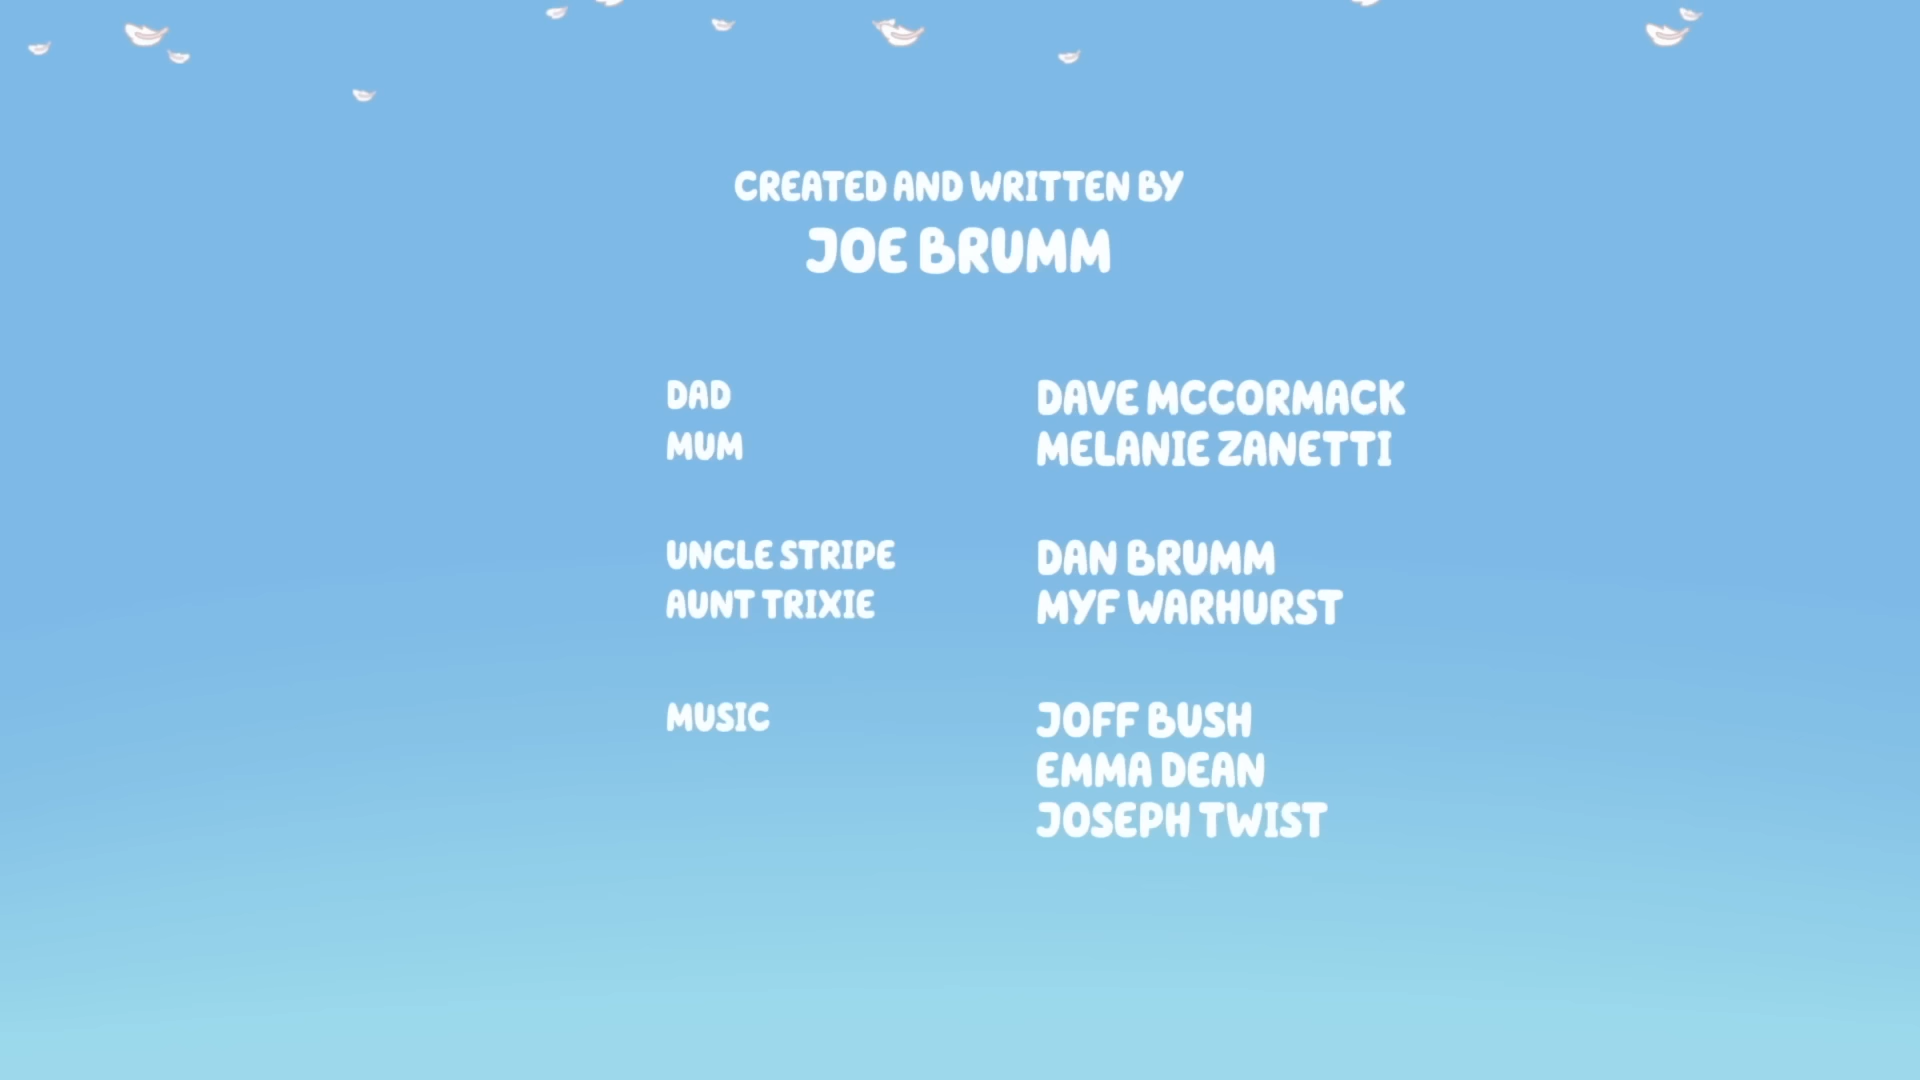 CREATED AND WRITTEN BY
JOE BRUMM
DAD DAVE MCCORMACK
MUM MELANIE ZANETTI
UNCLE STRIPE DAN BRUMM
AUNT TRIXIE MYF WARHURST
MUSIC JOFF BUSH
EMMA DEAN
JOSEPH TWIST